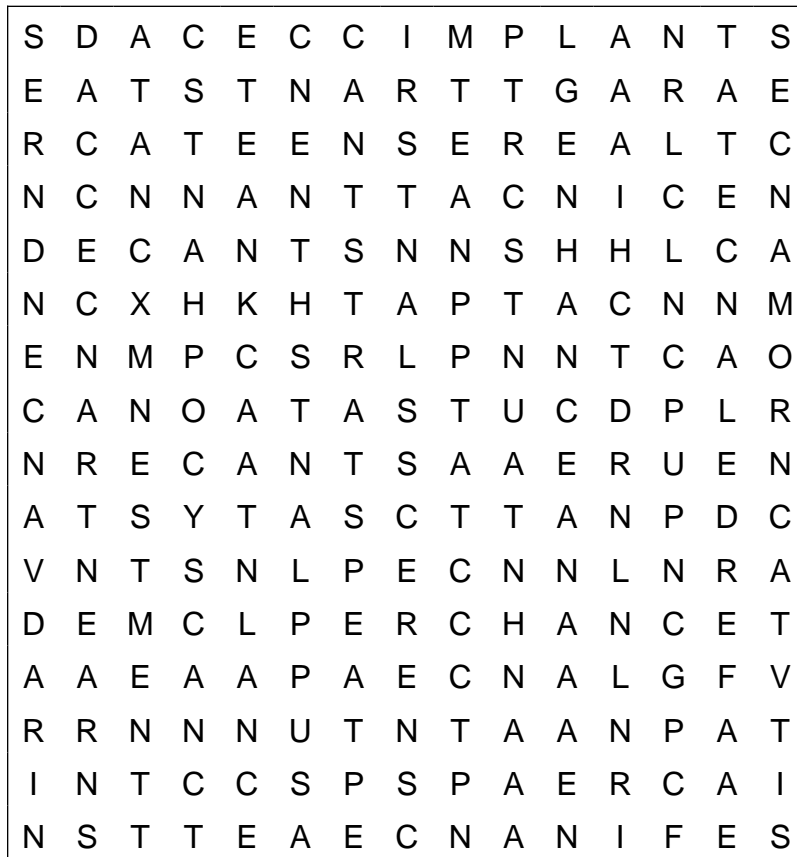 S D A C E C C I M P L A N T S
E A T S T N A R T T G A R A E
R C A T E E N S E R E A L T C
N C N N A N T T A C N I C E N
D E C A N T S N N S H H L C A
N C X H K H T A P T A C N N M
E N M P C S R L P N N T C A O
C A N O A T A S T U C D P L R
N R E C A N T S A A E R U E N
A T S Y T A S C T T A N P D C
V N T S N L P E C N N L N R A
D E M C L P E R C H A N C E T
A A E A A P A E C N A L G F V
R R N N N U T N T A A N P A T
I N T C C S P S P A E R C A I
N S T T E A E C N A N I F E S